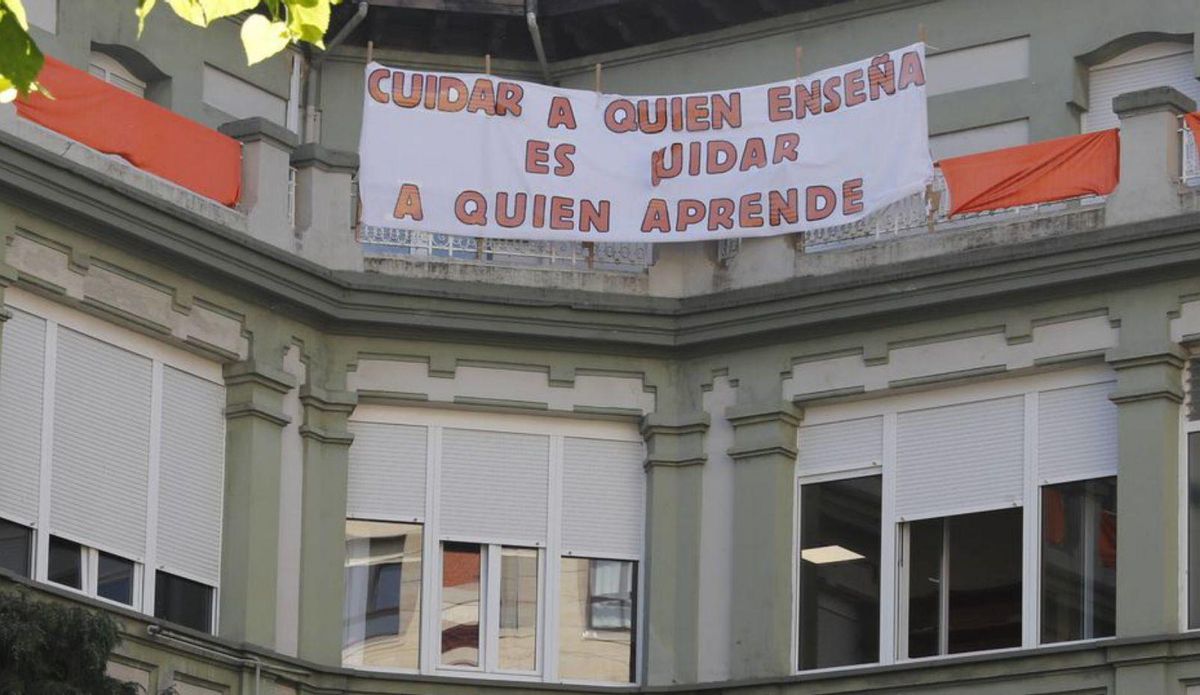 CUIDAR A QUIEN ENSEÑA
ES CUIDAR
A QUIEN APRENDE